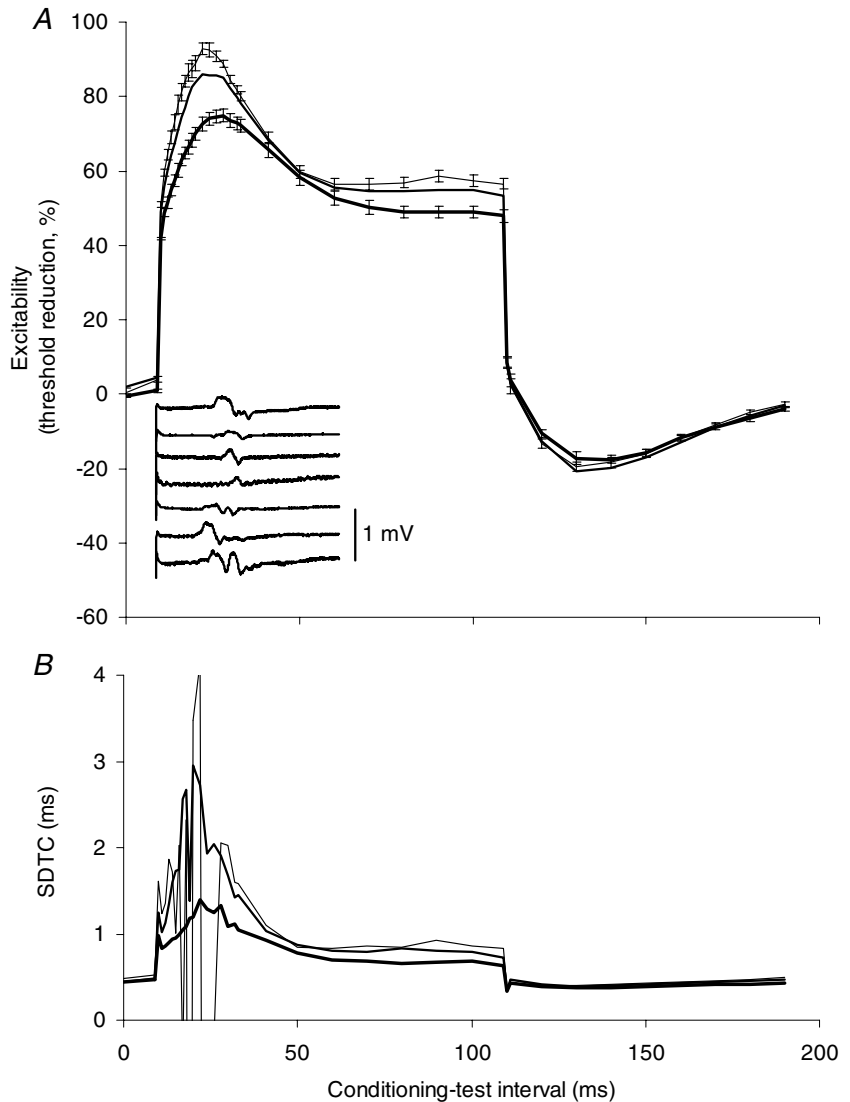 A
100
80
60
40
20
0
-20
-40
-60
Excitability
(threshold reduction, %)
1 mV
B
4
3
2
1
0
SDTC (ms)
0
50
100
150
200
Conditioning-test interval (ms)